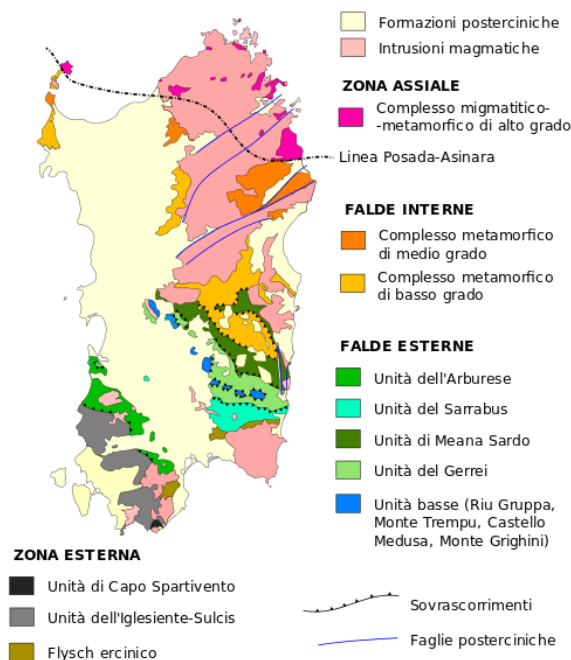 Formazioni posterciniche
Intrusioni magmatiche
ZONA ASSIALE
Complesso migmatitico-
-metamorfico di alto grado
Linea Posada-Asinara
FALDE INTERNE
Complesso metamorfico
di medio grado
Complesso metamorfico
di basso grado
FALDE ESTERNE
Unità dell'Arburese
Unità del Sarrabus
Unità di Meana Sardo
Unità del Gerrei
Unità basse (Riu Gruppa,
Monte Trempu, Castello
Medusa, Monte Grighini)
ZONA ESTERNA
Unità di Capo Spartivento
Unità dell'Iglesiente-Sulcis
Flysch ercinico
Sovrascorrimenti
Faglie posterciniche